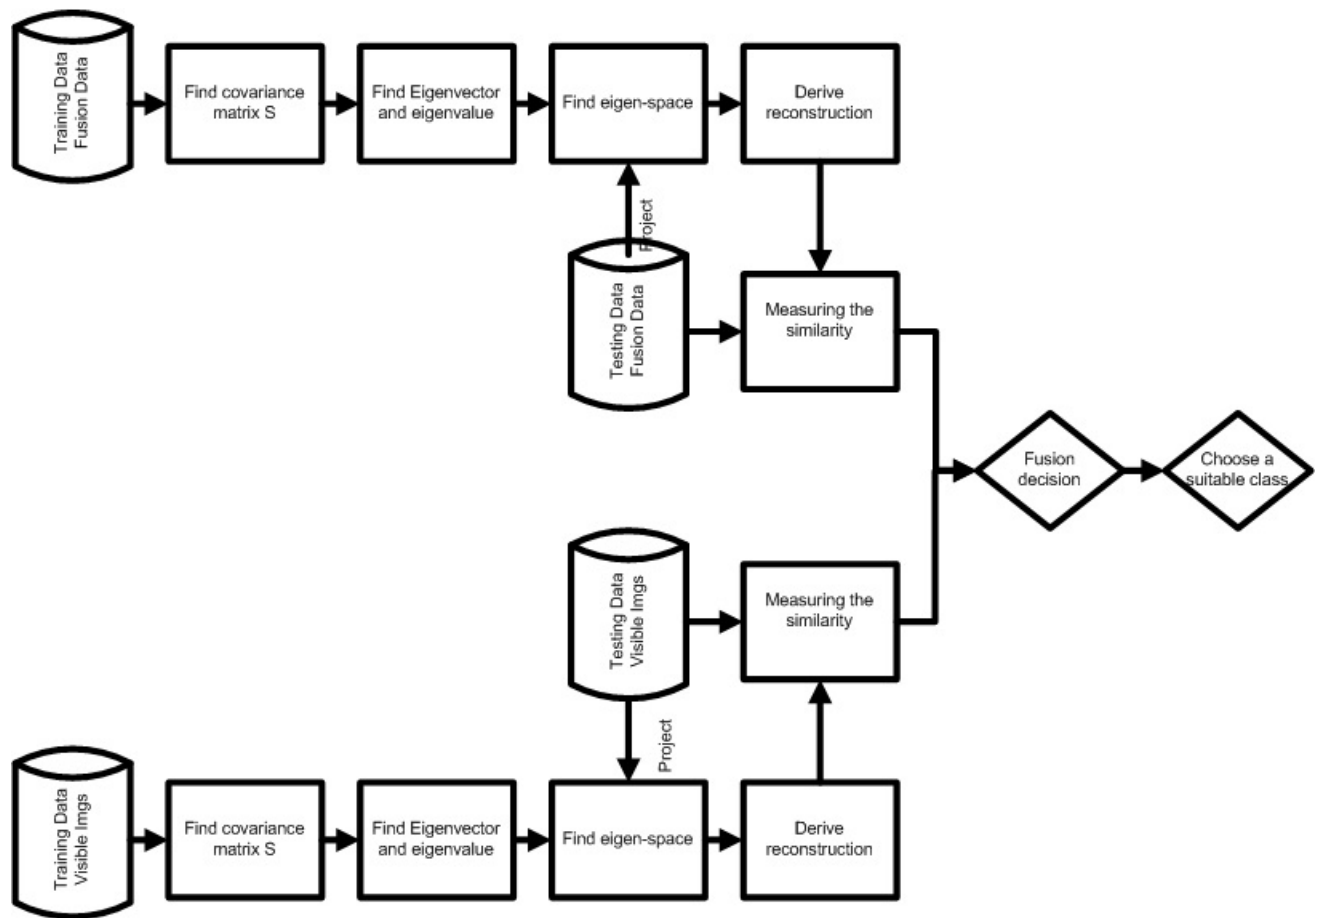 Training Data
Fusion Data
Find covariance
matrix S
Find Eigenvector
and eigenvalue
Find eigen-space
Derive
reconstruction
Project
Testing Data
Fusion Data
Measuring the
similarity
Fusion
decision
Choose a
suitable class
Testing Data
Visible Imgs
Measuring the
similarity
Project
Training Data
Visible Imgs
Find covariance
matrix S
Find Eigenvector
and eigenvalue
Find eigen-space
Derive
reconstruction